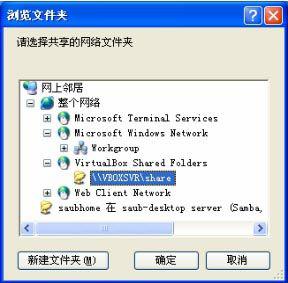 浏览文件夹
请选择共享的网络文件夹
网上邻居
整个网络
Microsoft Terminal Services
Microsoft Windows Network
Workgroup
VirtualBox Shared Folders
\\VBOXSVR\share
Web Client Network
saubhome 在 saub-desktop server (Samba,
新建文件夹(M) 确定 取消